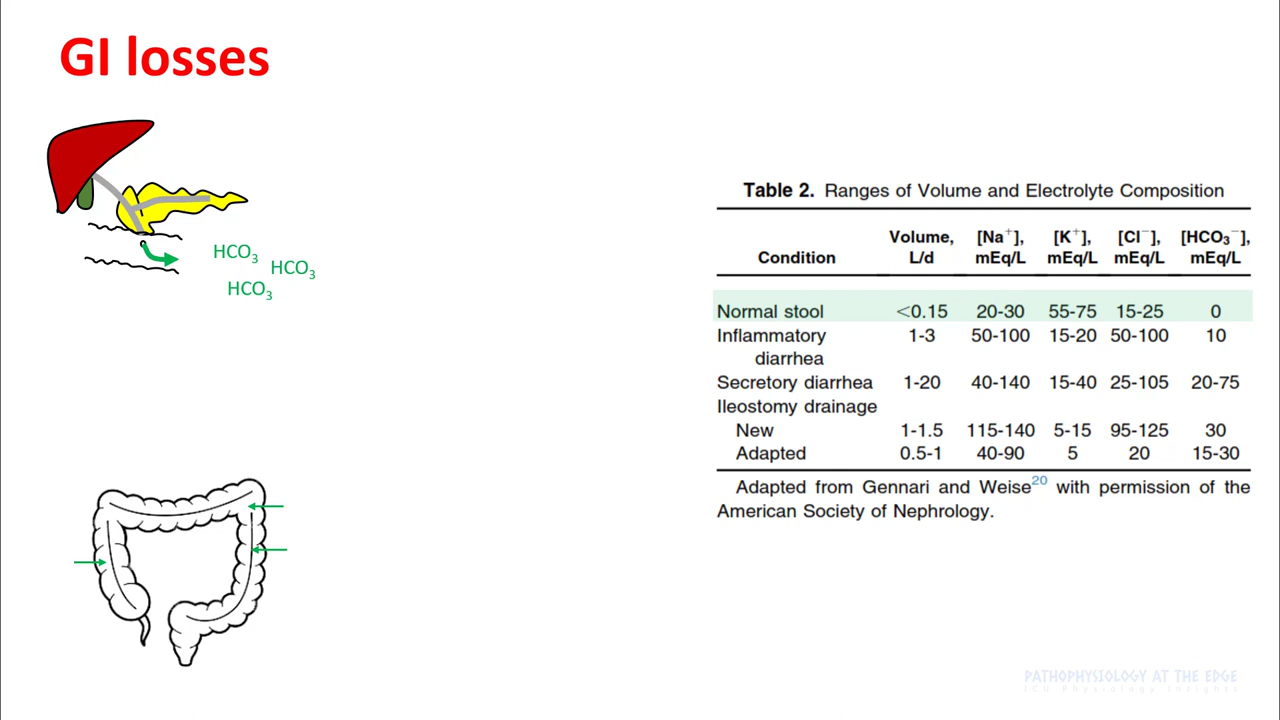 GI losses
HCO3
HCO3
HCO3
Table 2. Ranges of Volume and Electrolyte Composition
Condition Volume, L/d [Na+], mEq/L [K+], mEq/L [Cl−], mEq/L [HCO3−], mEq/L
Normal stool <0.15 20-30 55-75 15-25 0
Inflammatory diarrhea 1-3 50-100 15-20 50-100 10
Secretory diarrhea 1-20 40-140 15-40 25-105 20-75
Ileostomy drainage
New 1-1.5 115-140 5-15 95-125 30
Adapted 0.5-1 40-90 5 20 15-30
Adapted from Gennari and Weise20 with permission of the
American Society of Nephrology.
PATHOPHYSIOLOGY AT THE EDGE
ICU Physiology Insights